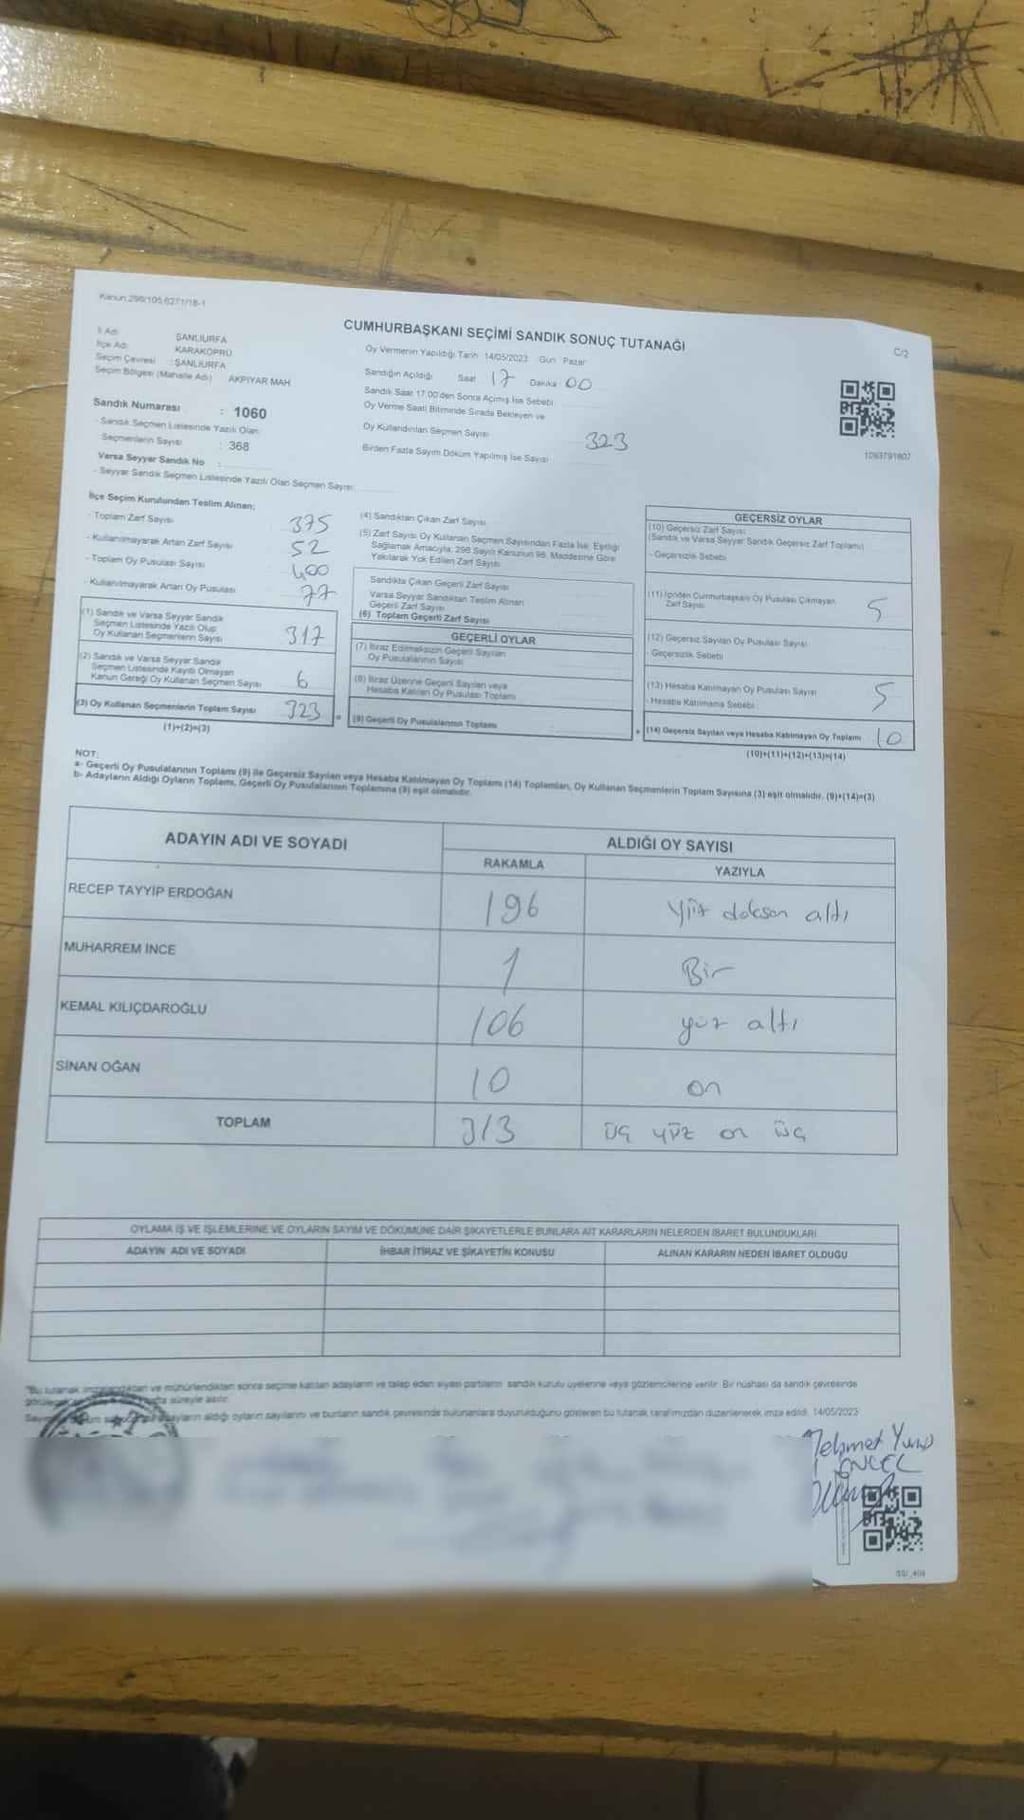 Kanun:298/105,6271/18-1
CUMHURBAŞKANI SEÇİMİ SANDIK SONUÇ TUTANAĞI
C/2
İl Adı : ŞANLIURFA
İlçe Adı : KARAKÖPRÜ
Seçim Çevresi : ŞANLIURFA
Seçim Bölgesi (Mahalle Adı) : AKPIYAR MAH
Oy Vermenin Yapıldığı Tarih 14/05/2023 Gün Pazar
Sandığın Açıldığı Saat 17 Dakika 00
Sandık Saat 17.00'den Sonra Açılmış İse Sebebi
Oy Verme Saati Bitiminde Sırada Bekleyen ve
Oy Kullandırılan Seçmen Sayısı
323
Birden Fazla Sayım Döküm Yapılmış İse Sayısı
1093791807
Sandık Numarası : 1060
- Sandık Seçmen Listesinde Yazılı Olan
Seçmenlerin Sayısı : 368
Varsa Seyyar Sandık No :
- Seyyar Sandık Seçmen Listesinde Yazılı Olan Seçmen Sayısı
İlçe Seçim Kurulundan Teslim Alınan;
- Toplam Zarf Sayısı 375
- Kullanılmayarak Artan Zarf Sayısı 52
- Toplam Oy Pusulası Sayısı 400
- Kullanılmayarak Artan Oy Pusulası 77
(1) Sandık ve Varsa Seyyar Sandık
Seçmen Listesinde Yazılı Olup
Oy Kullanan Seçmenlerin Sayısı 317
(2) Sandık ve Varsa Seyyar Sandık
Seçmen Listesinde Kayıtlı Olmayan
Kanun Gereği Oy Kullanan Seçmen Sayısı 6
(3) Oy Kullanan Seçmenlerin Toplam Sayısı 323
(1)+(2)=(3)
(4) Sandıktan Çıkan Zarf Sayısı
(5) Zarf Sayısı Oy Kullanan Seçmen Sayısından Fazla İse, Eşitliği
Sağlamak Amacıyla, 298 Sayılı Kanunun 98. Maddesine Göre
Yakılarak Yok Edilen Zarf Sayısı
Sandıkta Çıkan Geçerli Zarf Sayısı
Varsa Seyyar Sandıktan Teslim Alınan
Geçerli Zarf Sayısı
(6) Toplam Geçerli Zarf Sayısı
GEÇERLİ OYLAR
(7) İtiraz Edilmeksizin Geçerli Sayılan
Oy Pusulalarının Sayısı
(8) İtiraz Üzerine Geçerli Sayılan veya
Hesaba Katılan Oy Pusulası Toplamı
(9) Geçerli Oy Pusulalarının Toplamı
GEÇERSİZ OYLAR
(10) Geçersiz Zarf Sayısı
(Sandık ve Varsa Seyyar Sandık Geçersiz Zarf Toplamı)
- Geçersizlik Sebebi
(11) İçinden Cumhurbaşkanı Oy Pusulası Çıkmayan
Zarf Sayısı 5
(12) Geçersiz Sayılan Oy Pusulası Sayısı
- Geçersizlik Sebebi
(13) Hesaba Katılmayan Oy Pusulası Sayısı 5
- Hesaba Katılmama Sebebi
(14) Geçersiz Sayılan veya Hesaba Katılmayan Oy Toplamı 10
(10)+(11)+(12)+(13)=(14)
NOT:
a- Geçerli Oy Pusulalarının Toplamı (9) ile Geçersiz Sayılan veya Hesaba Katılmayan Oy Toplamı (14) Toplamları, Oy Kullanan Seçmenlerin Toplam Sayısına (3) eşit olmalıdır. (9)+(14)=(3)
b- Adayların Aldığı Oyların Toplamı, Geçerli Oy Pusulalarının Toplamına (9) eşit olmalıdır.
ADAYIN ADI VE SOYADI
ALDIĞI OY SAYISI
RAKAMLA YAZIYLA
RECEP TAYYİP ERDOĞAN 196 Yüz doksan altı
MUHARREM İNCE 1 Bir
KEMAL KILIÇDAROĞLU 106 yüz altı
SİNAN OĞAN 10 on
TOPLAM 313 üç yüz on üç
OYLAMA İŞ VE İŞLEMLERİNE VE OYLARIN SAYIM VE DÖKÜMÜNE DAİR ŞİKAYETLERLE BUNLARA AİT KARARLARIN NELERDEN İBARET BULUNDUKLARI
ADAYIN ADI VE SOYADI İHBAR İTİRAZ VE ŞİKAYETİN KONUSU ALINAN KARARIN NEDEN İBARET OLDUĞU
"Bu tutanak imzalandıktan ve mühürlendikten sonra seçime katılan adayların ve talep eden siyasi partilerin sandık kurulu üyelerine veya gözlemcilerine verilir. Bir nüshası da sandık çevresinde
süreyle asılır.
adayların aldığı oyların sayılarını ve bunların sandık çevresinde bulunanlara duyurulduğunu gösteren bu tutanak tarafımızdan düzenlenerek imza edildi. 14/05/2023
Mehmet Yunus